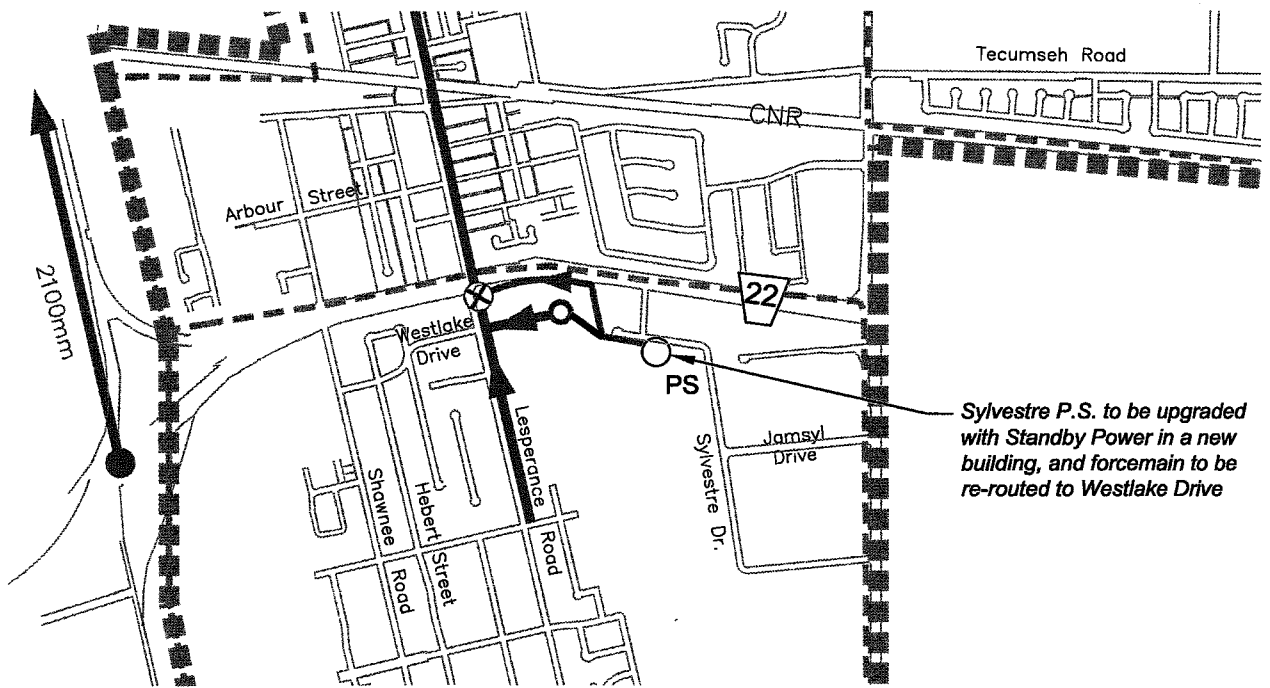 Tecumseh Road
CNR
Arbour Street
2100mm
22
Westlake
Drive
PS
Sylvestre P.S. to be upgraded
with Standby Power in a new
building, and forcemain to be
re-routed to Westlake Drive
Lesperance
Road
Sylvestre Dr.
Jamsyl
Drive
Shawnee
Road
Hebert
Street